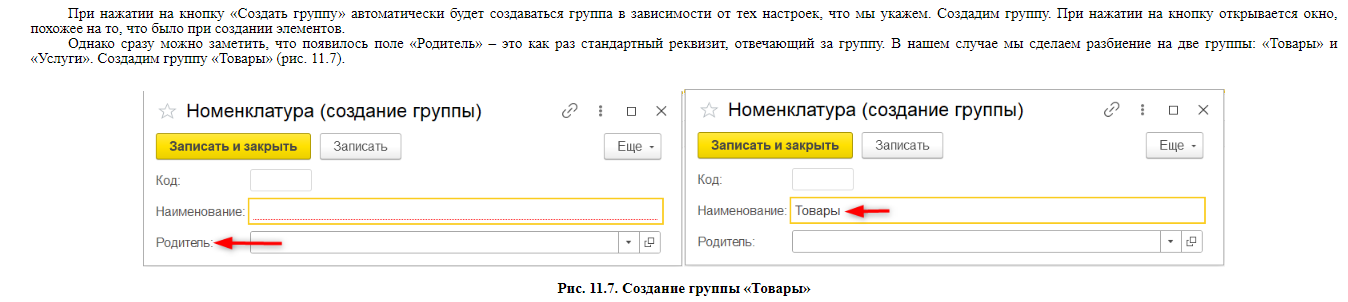 При нажатии на кнопку «Создать группу» автоматически будет создаваться группа в зависимости от тех настроек, что мы укажем. Создадим группу. При нажатии на кнопку открывается окно,
похожее на то, что было при создании элементов.
Однако сразу можно заметить, что появилось поле «Родитель» – это как раз стандартный реквизит, отвечающий за группу. В нашем случае мы сделаем разбиение на две группы: «Товары» и
«Услуги». Создадим группу «Товары» (рис. 11.7).
Номенклатура (создание группы)
Записать и закрыть Записать Еще
Код:
Наименование:
Родитель:
Номенклатура (создание группы)
Записать и закрыть Записать Еще
Код:
Наименование: Товары
Родитель:
Рис. 11.7. Создание группы «Товары»